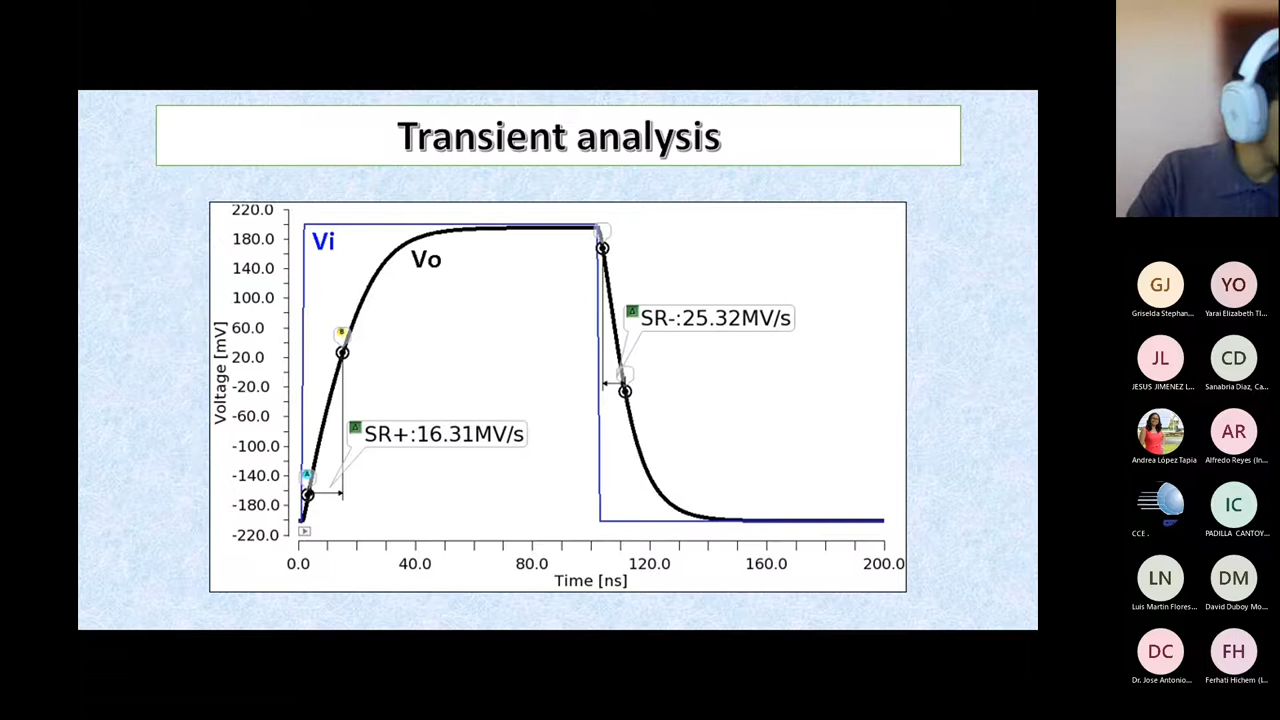 Transient analysis
220.0
180.0
140.0
100.0
60.0
20.0
-20.0
-60.0
-100.0
-140.0
-180.0
-220.0
Voltage [mV]
Vi
Vo
B
A
Δ SR+:16.31MV/s
Δ SR-:25.32MV/s
0.0 40.0 80.0 120.0 160.0 200.0
Time [ns]
GJ YO
Griselda Stephan... Yarai Elizabeth Tl...
JL CD
JESUS JIMENEZ L... Sanabria Diaz, Ca...
AR
Andrea López Tapia Alfredo Reyes (In...
IC
CCE . PADILLA CANTOY...
LN DM
Luis Martin Flores... David Duboy Mo...
DC FH
Dr. Jose Antonio... Ferhati Hichem (L...